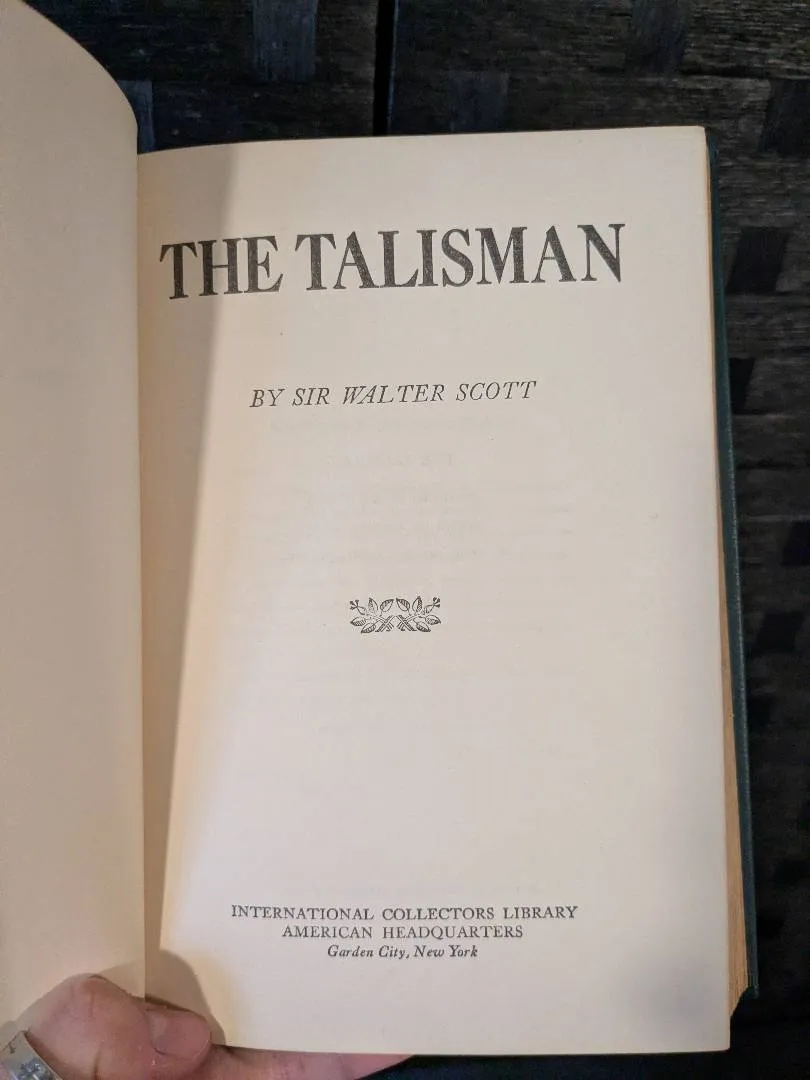 THE TALISMAN
BY SIR WALTER SCOTT
INTERNATIONAL COLLECTORS LIBRARY
AMERICAN HEADQUARTERS
Garden City, New York